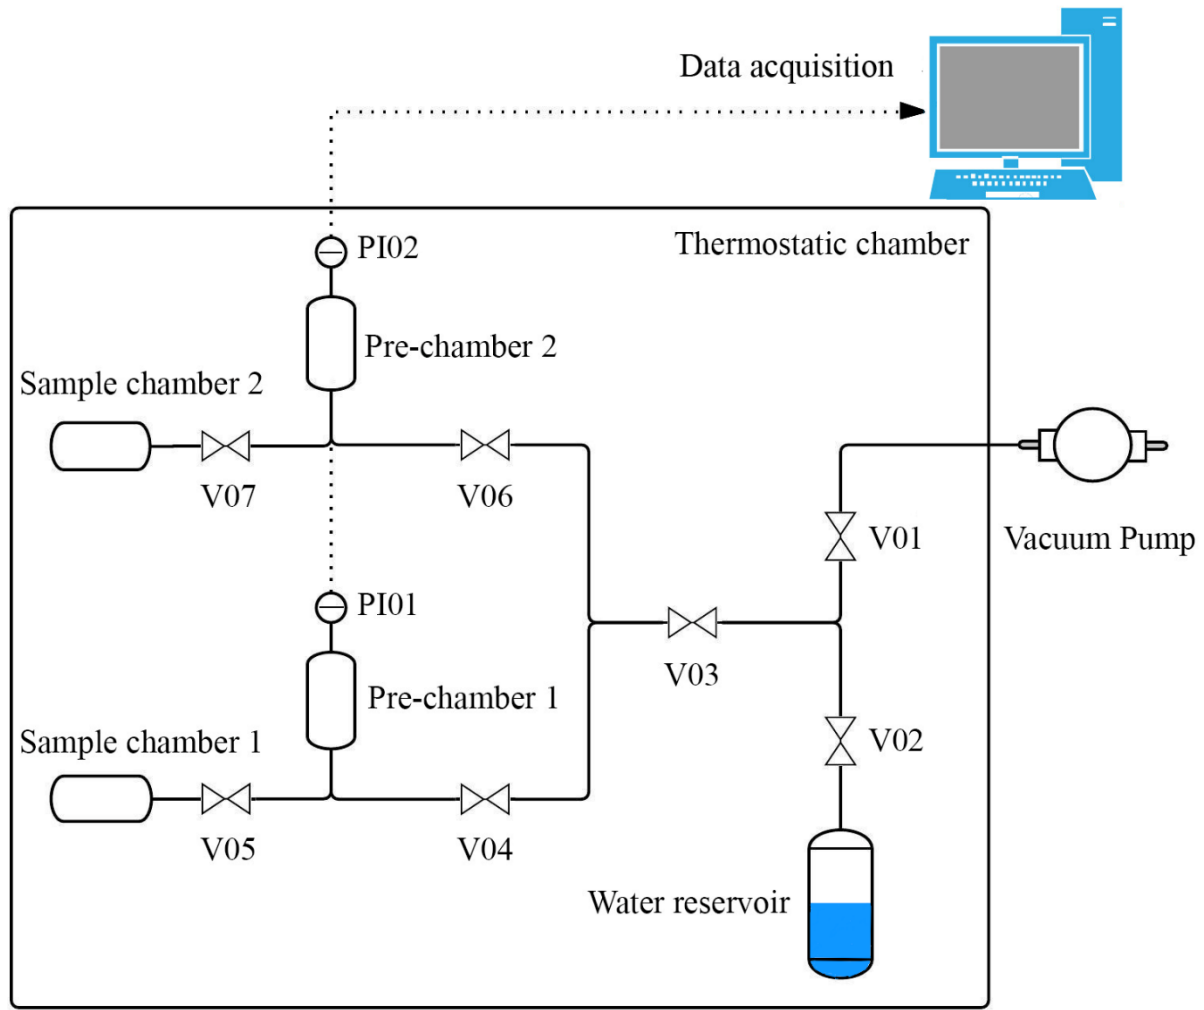 Data acquisition
PI02
Thermostatic chamber
Pre-chamber 2
Sample chamber 2
V07
V06
V01
Vacuum Pump
PI01
V03
Pre-chamber 1
Sample chamber 1
V02
V05
V04
Water reservoir